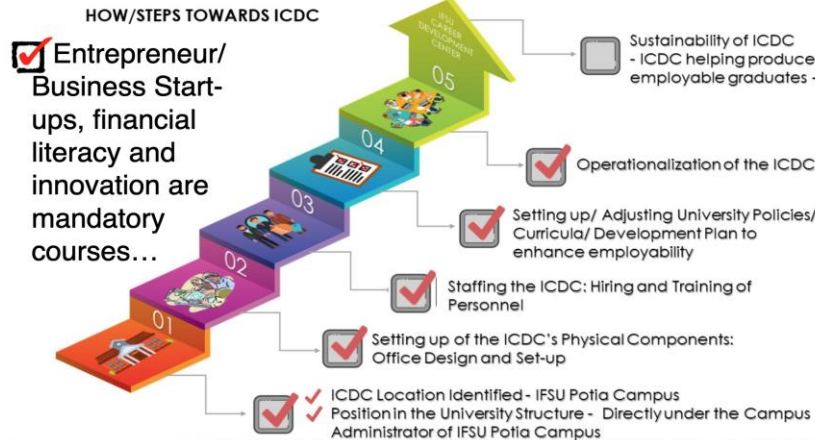 HOW/STEPS TOWARDS ICDC
Entrepreneur/
Business Start-
ups, financial
literacy and
innovation are
mandatory
courses...
IFSU
CAREER
DEVELOPMENT
CENTER
05
04
03
02
01
Sustainability of ICDC
- ICDC helping produce
employable graduates -
Operationalization of the ICDC
Setting up/ Adjusting University Policies/
Curricula/ Development Plan to
enhance employability
Staffing the ICDC: Hiring and Training of
Personnel
Setting up of the ICDC's Physical Components:
Office Design and Set-up
ICDC Location Identified - IFSU Potia Campus
Position in the University Structure - Directly under the Campus
Administrator of IFSU Potia Campus